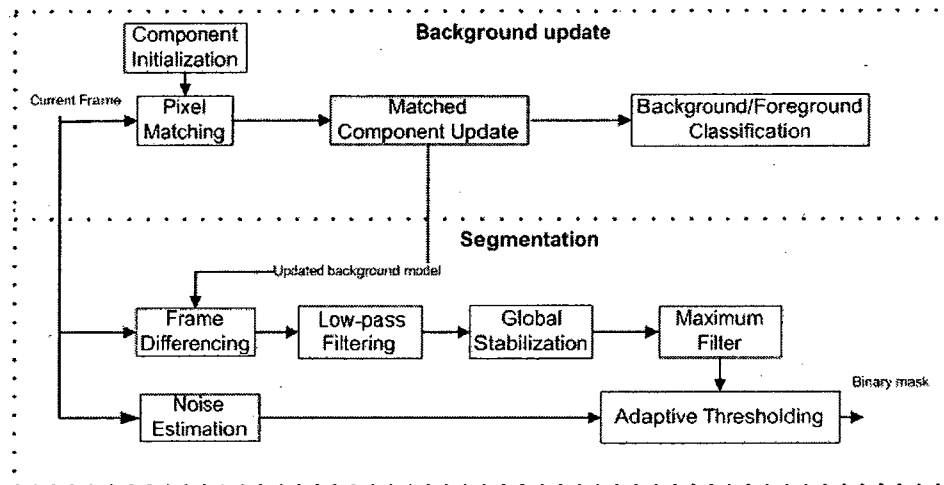 Background update
Component
Initialization
Current Frame
Pixel
Matching
Matched
Component Update
Background/Foreground
Classification
Segmentation
Updated background model
Frame
Differencing
Low-pass
Filtering
Global
Stabilization
Maximum
Filter
Noise
Estimation
Adaptive Thresholding
Binary mask